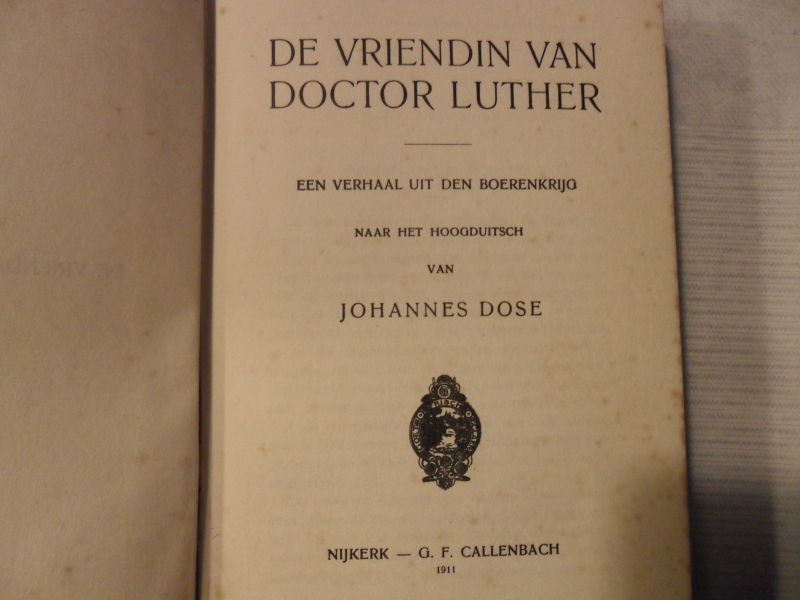 DE VRIENDIN VAN
DOCTOR LUTHER
EEN VERHAAL UIT DEN BOERENKRIJG
NAAR HET HOOGDUITSCH
VAN
JOHANNES DOSE
NIJKERK — G. F. CALLENBACH
1911